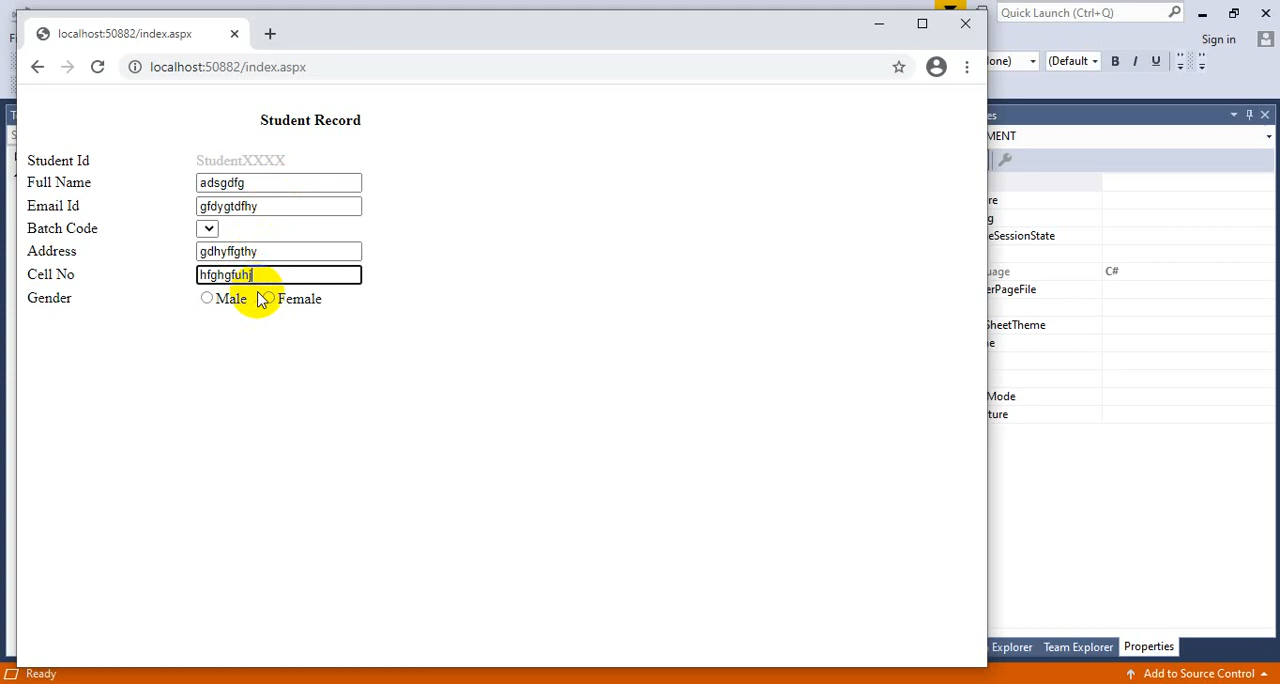 localhost:50882/index.aspx
Quick Launch (Ctrl+Q)
Sign in
localhost:50882/index.aspx
one)
(Default
B I U
es
MENT
Student Record
Student Id StudentXXXX
Full Name adsgdfg
Email Id gfdygtdfhy
Batch Code
Address gdhyffgthy
Cell No hfghgfuhj
Gender Male Female
re
g
eSessionState
uage C#
erPageFile
SheetTheme
e
Mode
ture
Explorer Team Explorer Properties
Ready Add to Source Control